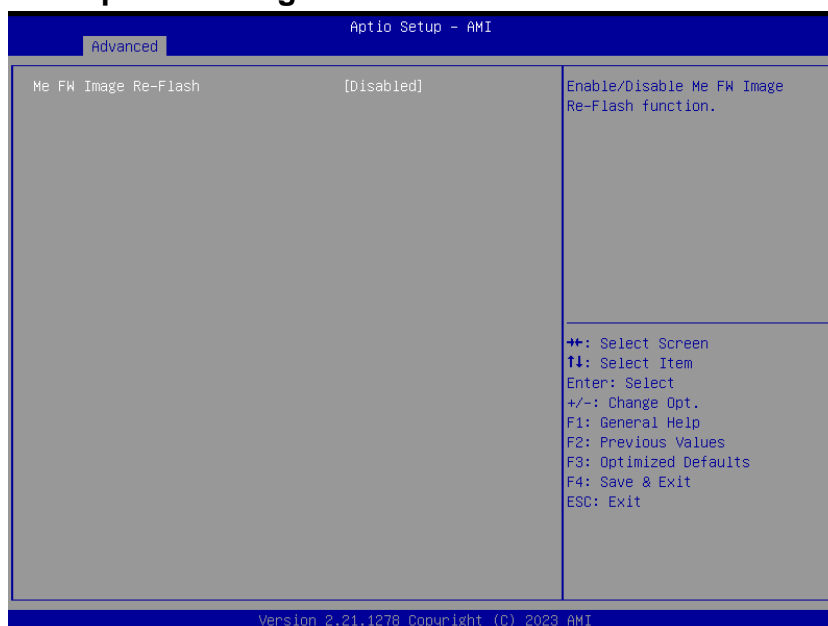 Aptio Setup – AMI
Advanced
Me FW Image Re-Flash [Disabled]
Enable/Disable Me FW Image
Re-Flash function.
→←: Select Screen
↑↓: Select Item
Enter: Select
+/-: Change Opt.
F1: General Help
F2: Previous Values
F3: Optimized Defaults
F4: Save & Exit
ESC: Exit
Version 2.21.1278 Copyright (C) 2023 AMI